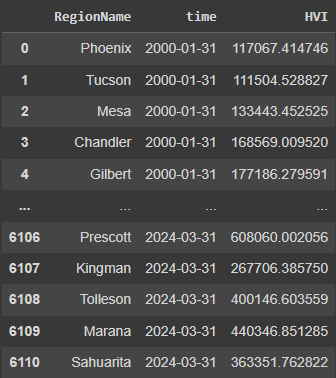 RegionName time HVI
0 Phoenix 2000-01-31 117067.414746
1 Tucson 2000-01-31 111504.528827
2 Mesa 2000-01-31 133443.452525
3 Chandler 2000-01-31 168569.009520
4 Gilbert 2000-01-31 177186.279591
... ... ... ...
6106 Prescott 2024-03-31 608060.002056
6107 Kingman 2024-03-31 267706.385750
6108 Tolleson 2024-03-31 400146.603559
6109 Marana 2024-03-31 440346.851285
6110 Sahuarita 2024-03-31 363351.762822